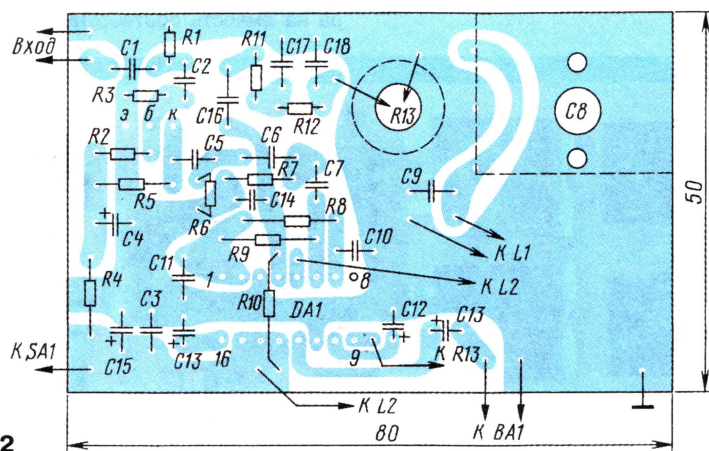 Вход
C1
R1
C2
R11
C17
C18
R3
э б к
C16
R12
R13
C8
R2
C5
C6
R7
C7
C9
R5
R6
C14
R8
C4
R9
C10
К L1
R4
C11
1
8
К L2
R10
DA1
C15
C3
C13
16
9
C12
C13
К R13
К SA1
К L2
К BA1
50
80
2